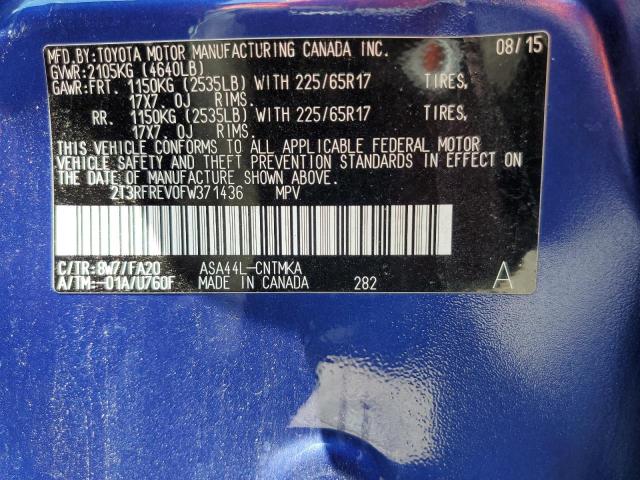 MFD.BY:TOYOTA MOTOR MANUFACTURING CANADA INC. 08/15
GVWR:2105KG (4640LB)
GAWR:FRT. 1150KG (2535LB) WITH 225/65R17 TIRES,
17X7.0J RIMS.
RR. 1150KG (2535LB) WITH 225/65R17 TIRES,
17X7.0J RIMS.
THIS VEHICLE CONFORMS TO ALL APPLICABLE FEDERAL MOTOR
VEHICLE SAFETY AND THEFT PREVENTION STANDARDS IN EFFECT
ON THE DATE OF MANUFACTURE SHOWN ABOVE.
2T3RFREV0FW371436 MPV
C/TR:8W7/FA20 ASA44L-CNTMKA A
A/TM: 01A/U760F MADE IN CANADA 282